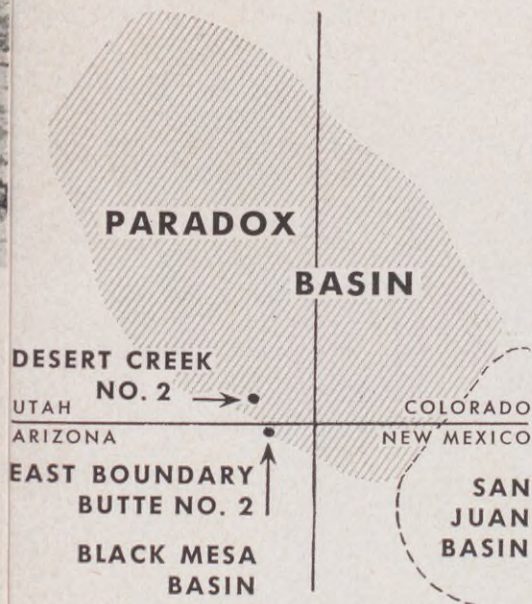 PARADOX
BASIN
DESERT CREEK
NO. 2
UTAH
COLORADO
ARIZONA
NEW MEXICO
EAST BOUNDARY
BUTTE NO. 2
BLACK MESA
BASIN
SAN
JUAN
BASIN